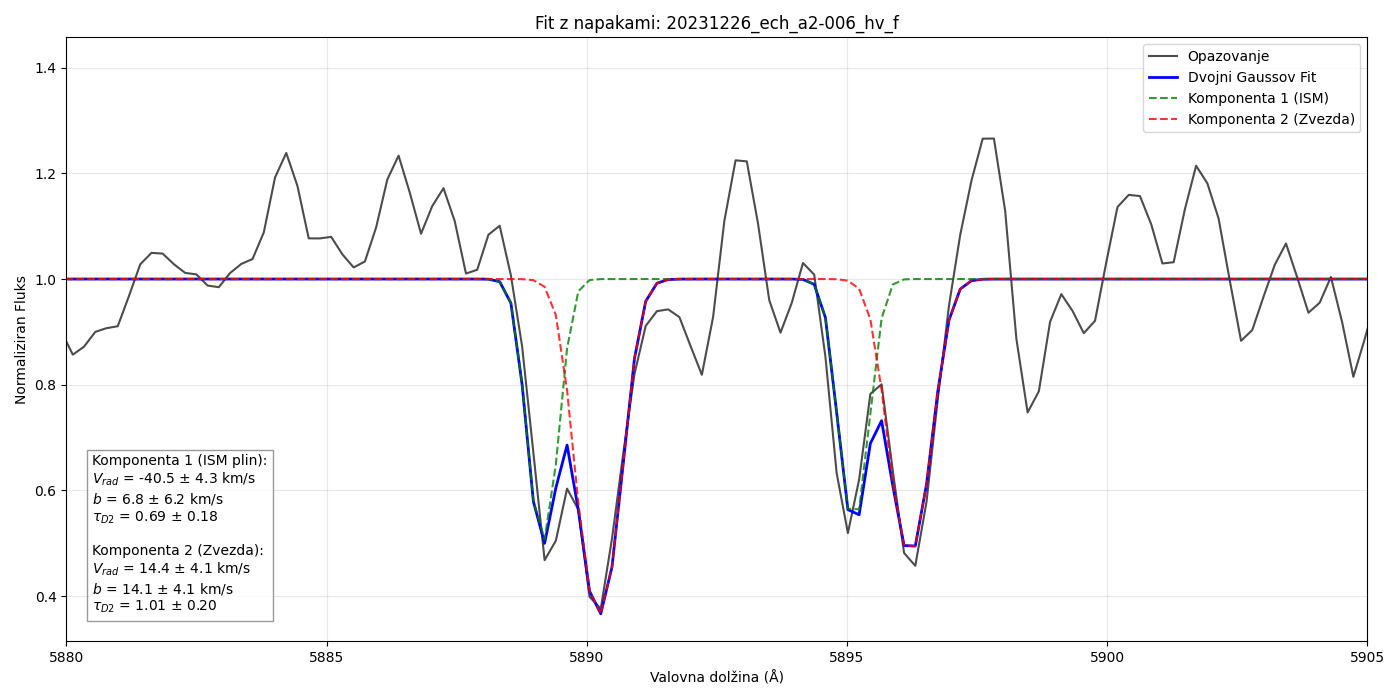 Fit z napakami: 20231226_ech_a2-006_hv_f
Normaliziran Fluks
1.4
1.2
1.0
0.8
0.6
0.4
Opazovanje
Dvojni Gaussov Fit
Komponenta 1 (ISM)
Komponenta 2 (Zvezda)
Komponenta 1 (ISM plin):
V_rad = -40.5 ± 4.3 km/s
b = 6.8 ± 6.2 km/s
τ_D2 = 0.69 ± 0.18
Komponenta 2 (Zvezda):
V_rad = 14.4 ± 4.1 km/s
b = 14.1 ± 4.1 km/s
τ_D2 = 1.01 ± 0.20
5880
5885
5890
5895
5900
5905
Valovna dolžina (Å)